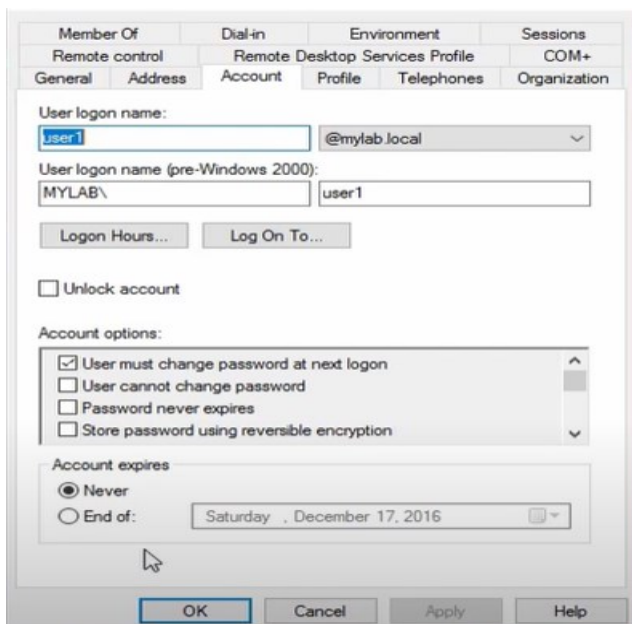 Member Of Dial-in Environment Sessions
Remote control Remote Desktop Services Profile COM+
General Address Account Profile Telephones Organization
User logon name:
user1 @mylab.local
User logon name (pre-Windows 2000):
MYLAB\ user1
Logon Hours... Log On To...
Unlock account
Account options:
User must change password at next logon
User cannot change password
Password never expires
Store password using reversible encryption
Account expires
Never
End of: Saturday , December 17, 2016
OK Cancel Apply Help